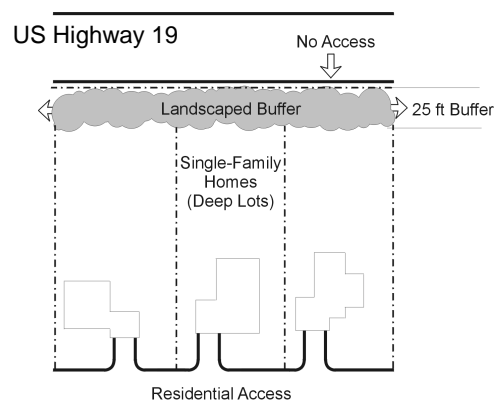 US Highway 19
No Access
Landscaped Buffer
25 ft Buffer
Single-Family
Homes
(Deep Lots)
Residential Access